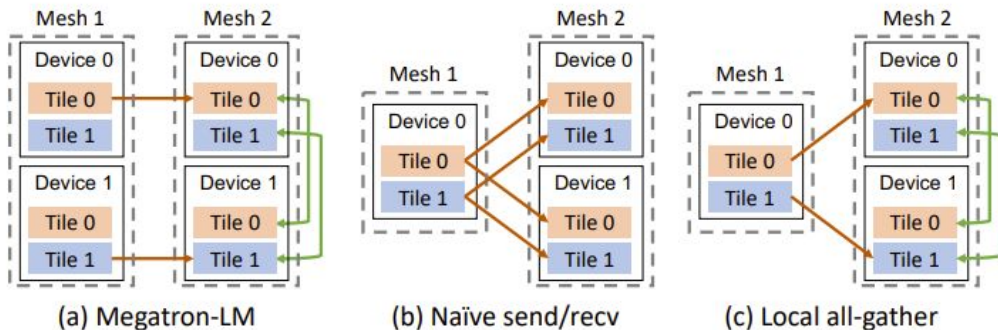 Mesh 1
Mesh 2
Device 0
Tile 0
Tile 1
Device 1
Tile 0
Tile 1
Device 0
Tile 0
Tile 1
Device 1
Tile 0
Tile 1
(a) Megatron-LM
Mesh 1
Mesh 2
Device 0
Tile 0
Tile 1
Device 0
Tile 0
Tile 1
Device 1
Tile 0
Tile 1
(b) Naïve send/recv
Mesh 1
Mesh 2
Device 0
Tile 0
Tile 1
Device 0
Tile 0
Tile 1
Device 1
Tile 0
Tile 1
(c) Local all-gather